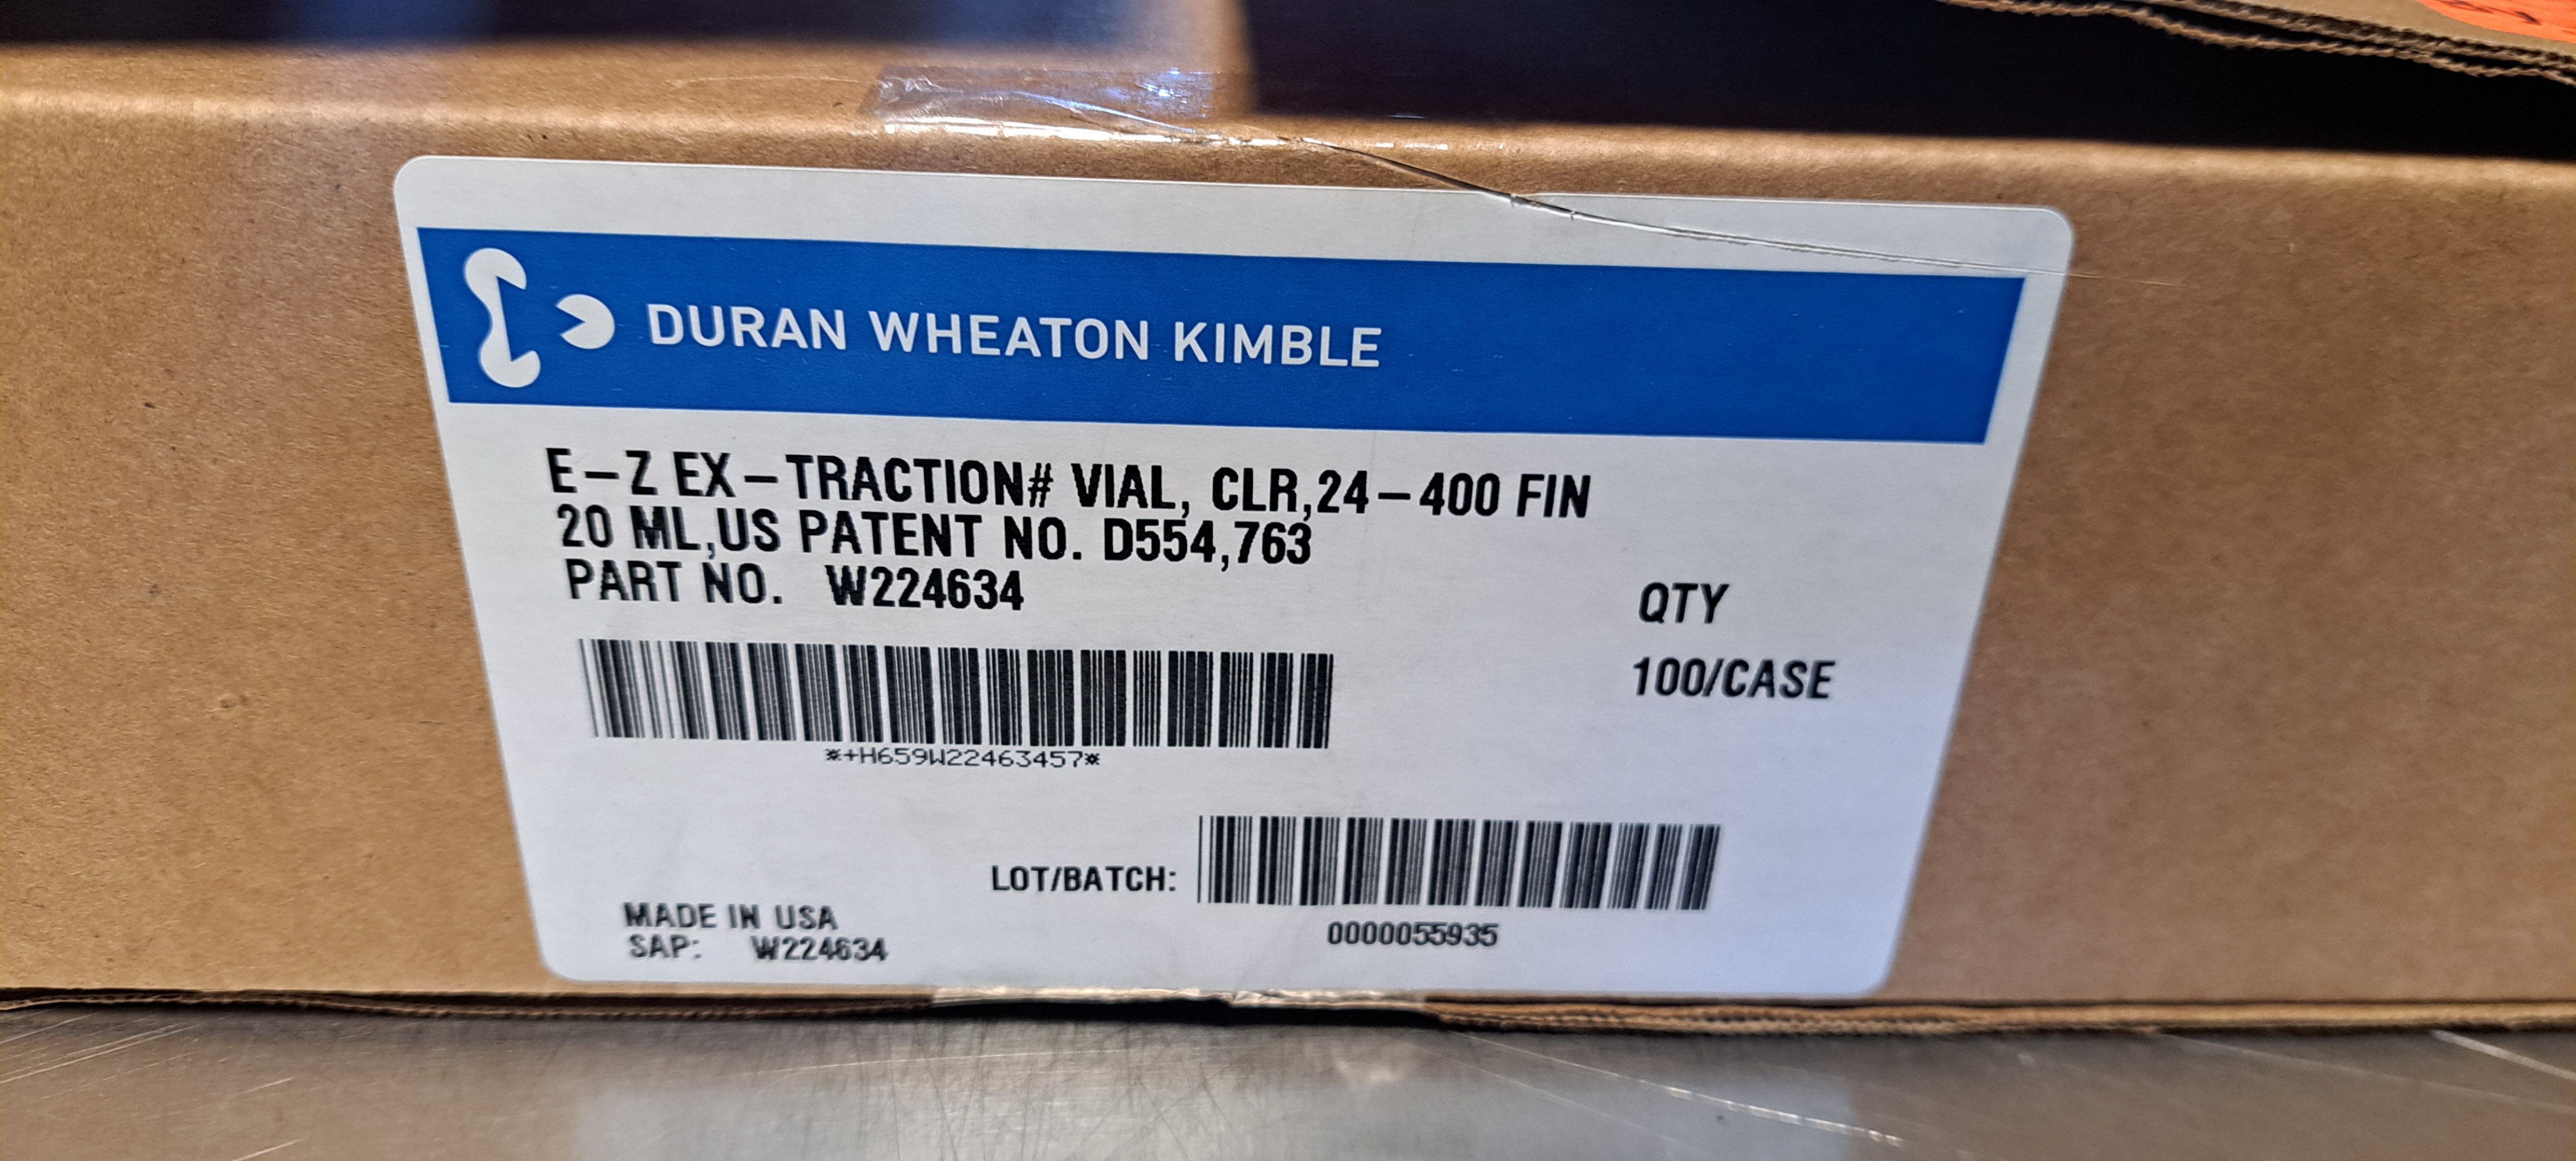 DURAN WHEATON KIMBLE
E-Z EX-TRACTION# VIAL, CLR,24-400 FIN
20 ML,US PATENT NO. D554,763
PART NO. W224634
QTY
100/CASE
*+H659W22463457*
LOT/BATCH:
0000055935
MADE IN USA
SAP: W224634